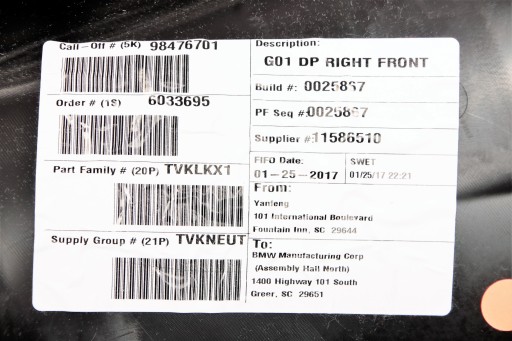 Call-Off # (5K) 98476701
Order # (1S) 6033695
Part Family # (20P) TVKLKX1
Supply Group # (21P) TVKNEUT
Description:
G01 DP RIGHT FRONT
Build #: 0025867
PF Seq #:0025867
Supplier #:11586510
FIFO Date:
01-25-2017
SWET
01/25/17 22:21
From:
Yanfeng
101 International Boulevard
Fountain Inn, SC 29644
To:
BMW Manufacturing Corp
(Assembly Hall North)
1400 Highway 101 South
Greer, SC 29651